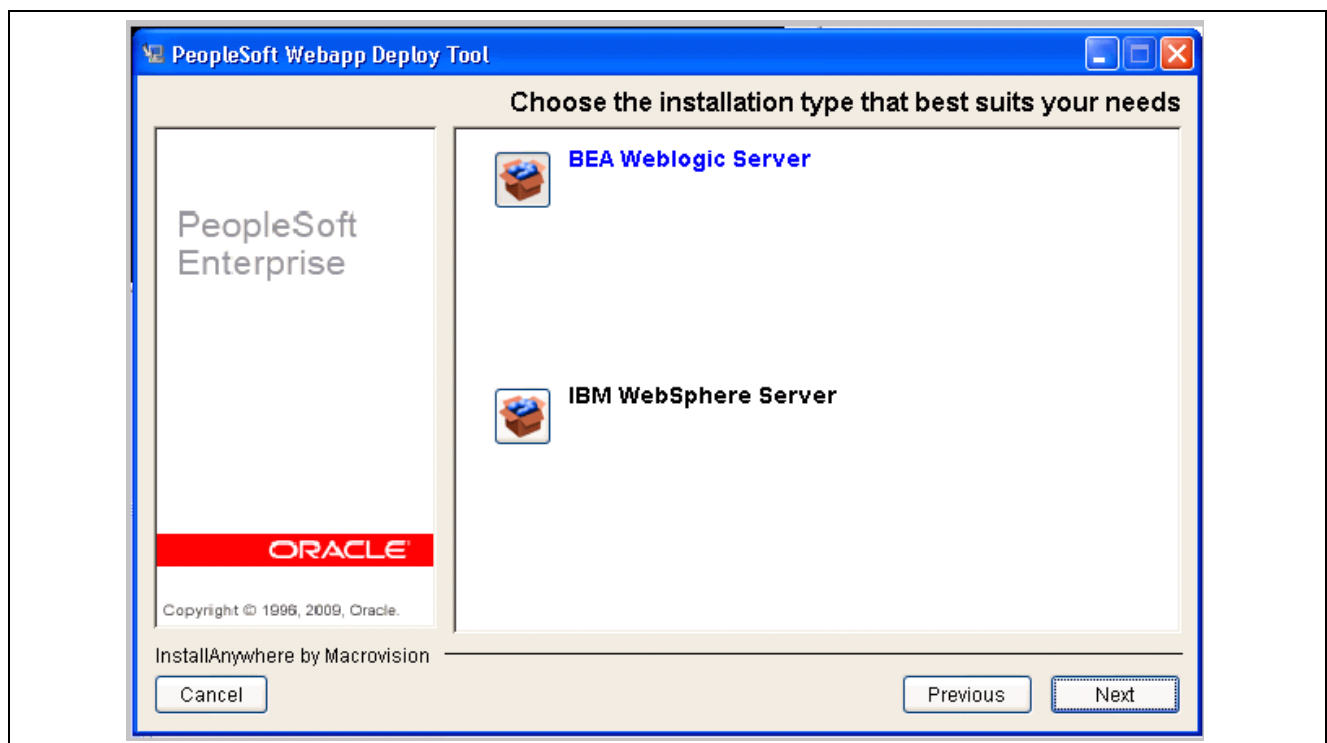 PeopleSoft Webapp Deploy Tool
Choose the installation type that best suits your needs
PeopleSoft
Enterprise
BEA Weblogic Server
IBM WebSphere Server
ORACLE
Copyright © 1996, 2009, Oracle.
InstallAnywhere by Macrovision
Cancel
Previous
Next